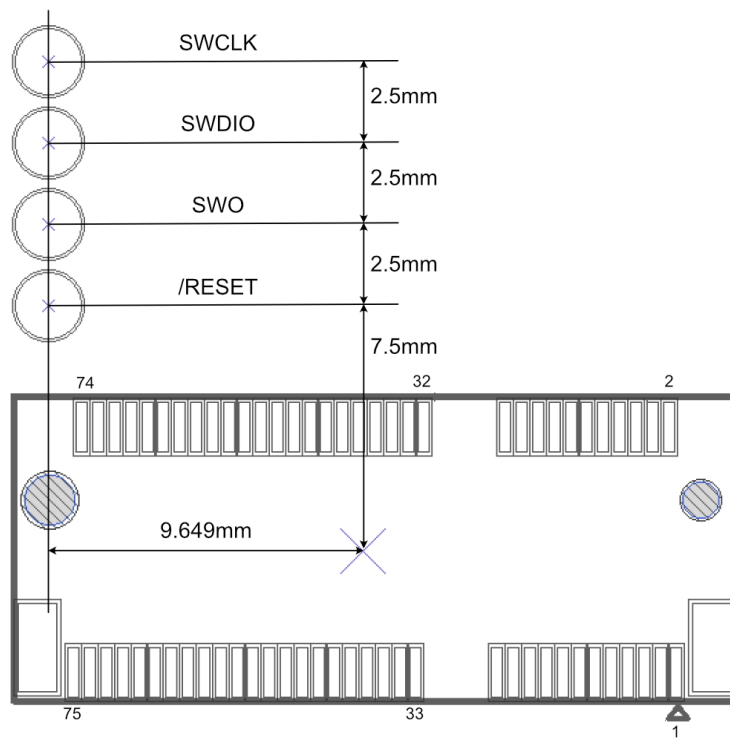 SWCLK
2.5mm
SWDIO
2.5mm
SWO
2.5mm
/RESET
7.5mm
74
32
2
9.649mm
75
33
1